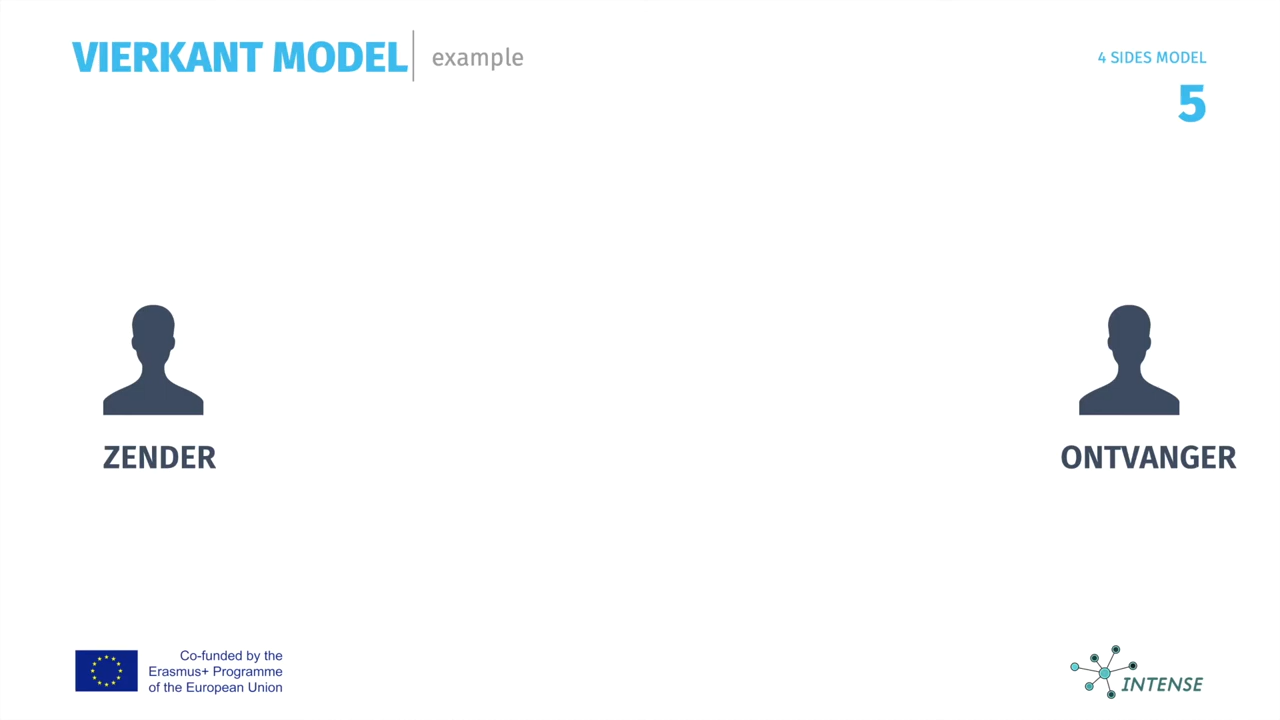 VIERKANT MODEL
example
4 SIDES MODEL
5
ZENDER
ONTVANGER
Co-funded by the
Erasmus+ Programme
of the European Union
INTENSE